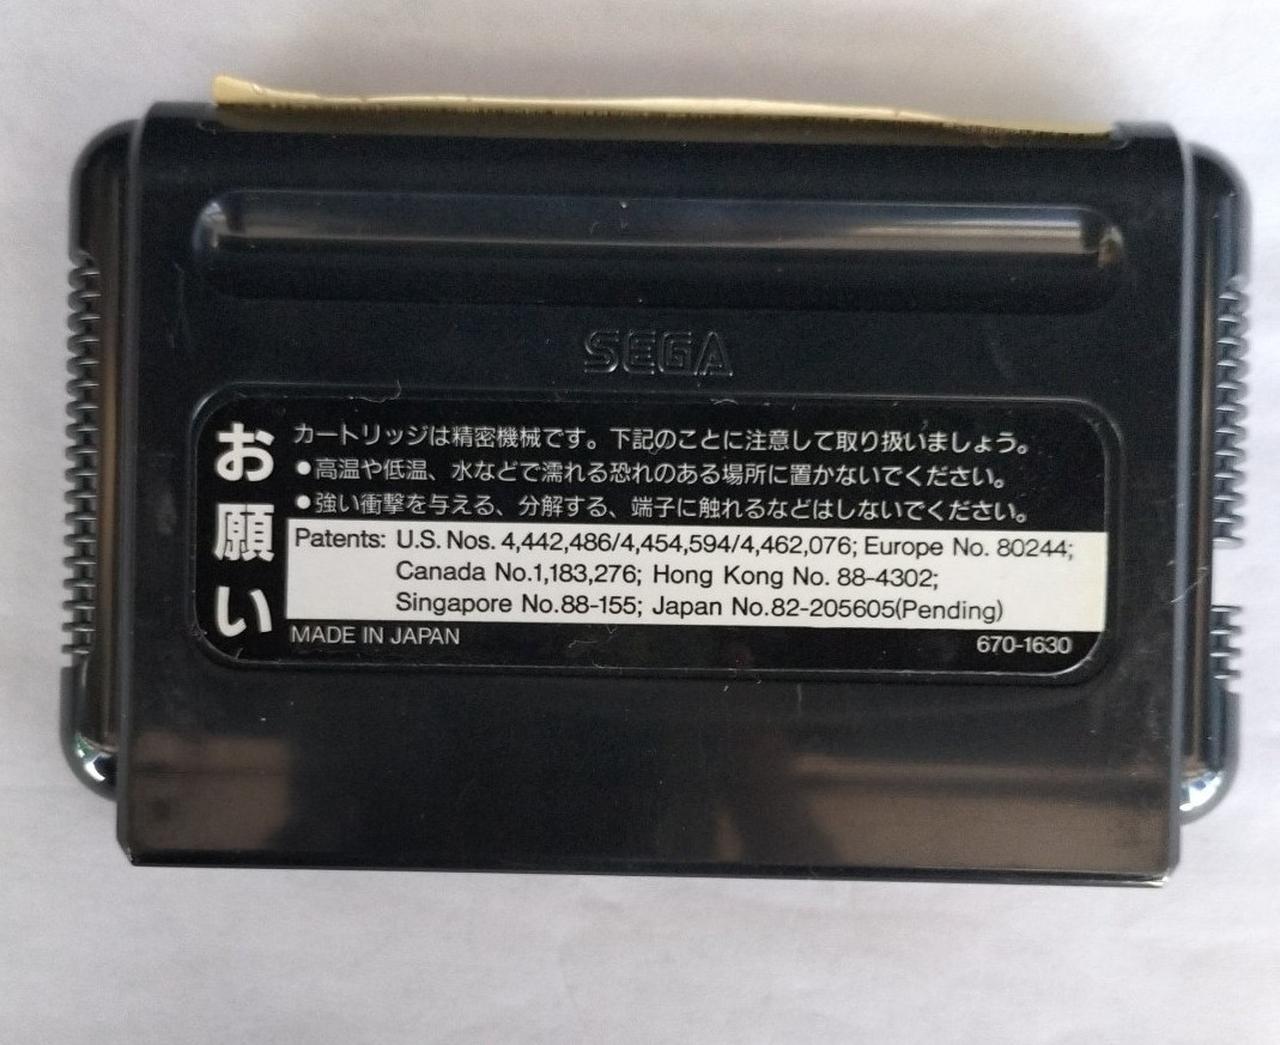 SEGA
お願い
カートリッジは精密機械です。下記のことに注意して取り扱いましょう。
●高温や低温、水などで濡れる恐れのある場所に置かないでください。
●強い衝撃を与える、分解する、端子に触れるなどはしないでください。
Patents: U.S. Nos. 4,442,486/4,454,594/4,462,076; Europe No. 80244;
Canada No.1,183,276; Hong Kong No. 88-4302;
Singapore No.88-155; Japan No.82-205605(Pending)
MADE IN JAPAN 670-1630